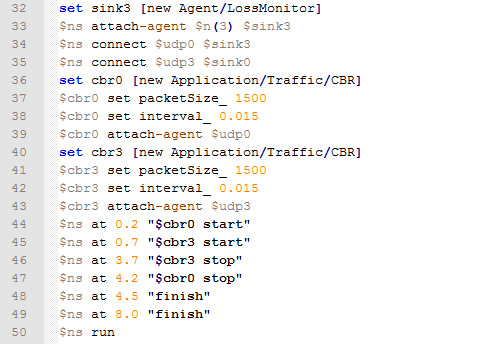 32 set sink3 [new Agent/LossMonitor]
33 $ns attach-agent $n(3) $sink3
34 $ns connect $udp0 $sink3
35 $ns connect $udp3 $sink0
36 set cbr0 [new Application/Traffic/CBR]
37 $cbr0 set packetSize_ 1500
38 $cbr0 set interval_ 0.015
39 $cbr0 attach-agent $udp0
40 set cbr3 [new Application/Traffic/CBR]
41 $cbr3 set packetSize_ 1500
42 $cbr3 set interval_ 0.015
43 $cbr3 attach-agent $udp3
44 $ns at 0.2 "$cbr0 start"
45 $ns at 0.7 "$cbr3 start"
46 $ns at 3.7 "$cbr3 stop"
47 $ns at 4.2 "$cbr0 stop"
48 $ns at 4.5 "finish"
49 $ns at 8.0 "finish"
50 $ns run